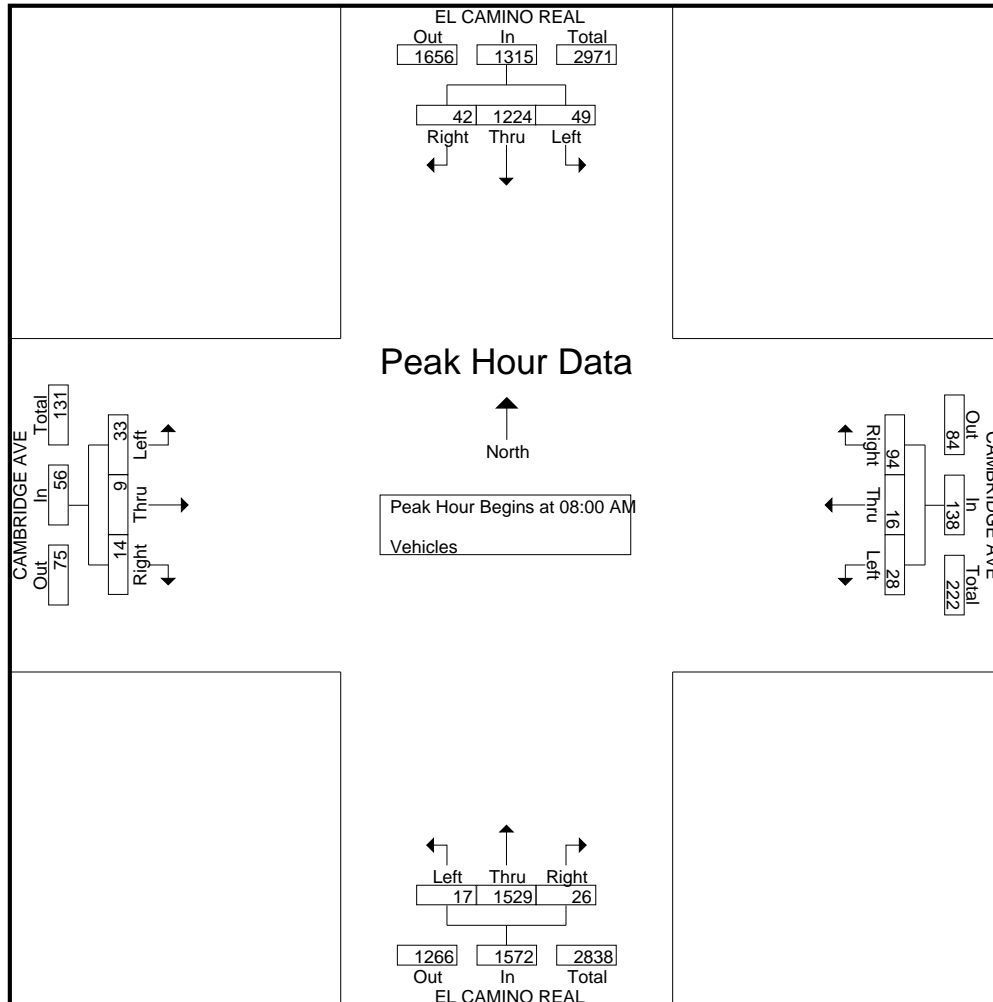 EL CAMINO REAL
Out In Total
1656 1315 2971
42 1224 49
Right Thru Left
Peak Hour Data
North
Peak Hour Begins at 08:00 AM
Vehicles
CAMBRIDGE AVE
Out In Total
75 56 131
Left Thru Right
33 9 14
CAMBRIDGE AVE
Out In Total
84 138 222
94 16 28
Right Thru Left
Left Thru Right
17 1529 26
1266 1572 2838
Out In Total
EL CAMINO REAL